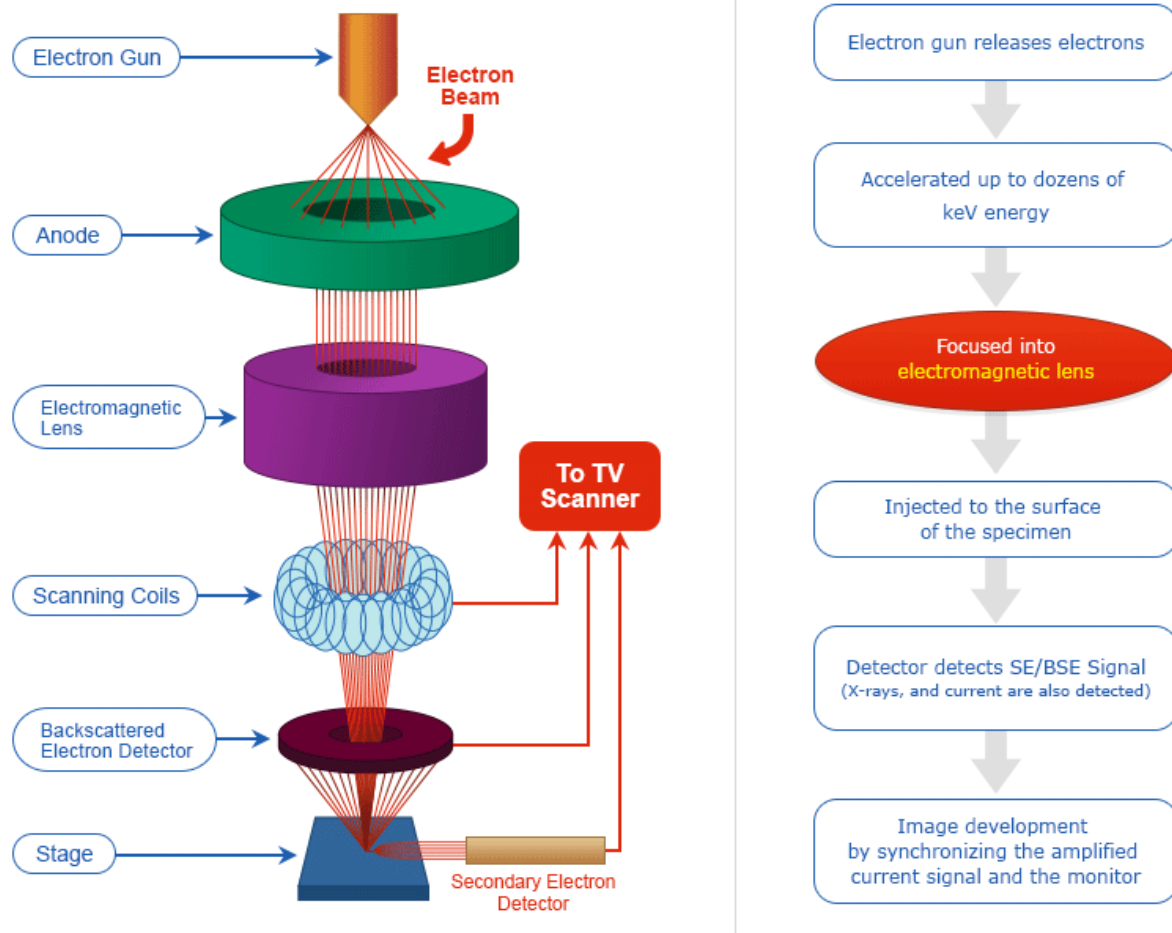 Electron Gun
Electron
Beam
Anode
Electromagnetic
Lens
To TV
Scanner
Scanning Coils
Backscattered
Electron Detector
Stage
Secondary Electron
Detector
Electron gun releases electrons
Accelerated up to dozens of
keV energy
Focused into
electromagnetic lens
Injected to the surface
of the specimen
Detector detects SE/BSE Signal
(X-rays, and current are also detected)
Image development
by synchronizing the amplified
current signal and the monitor